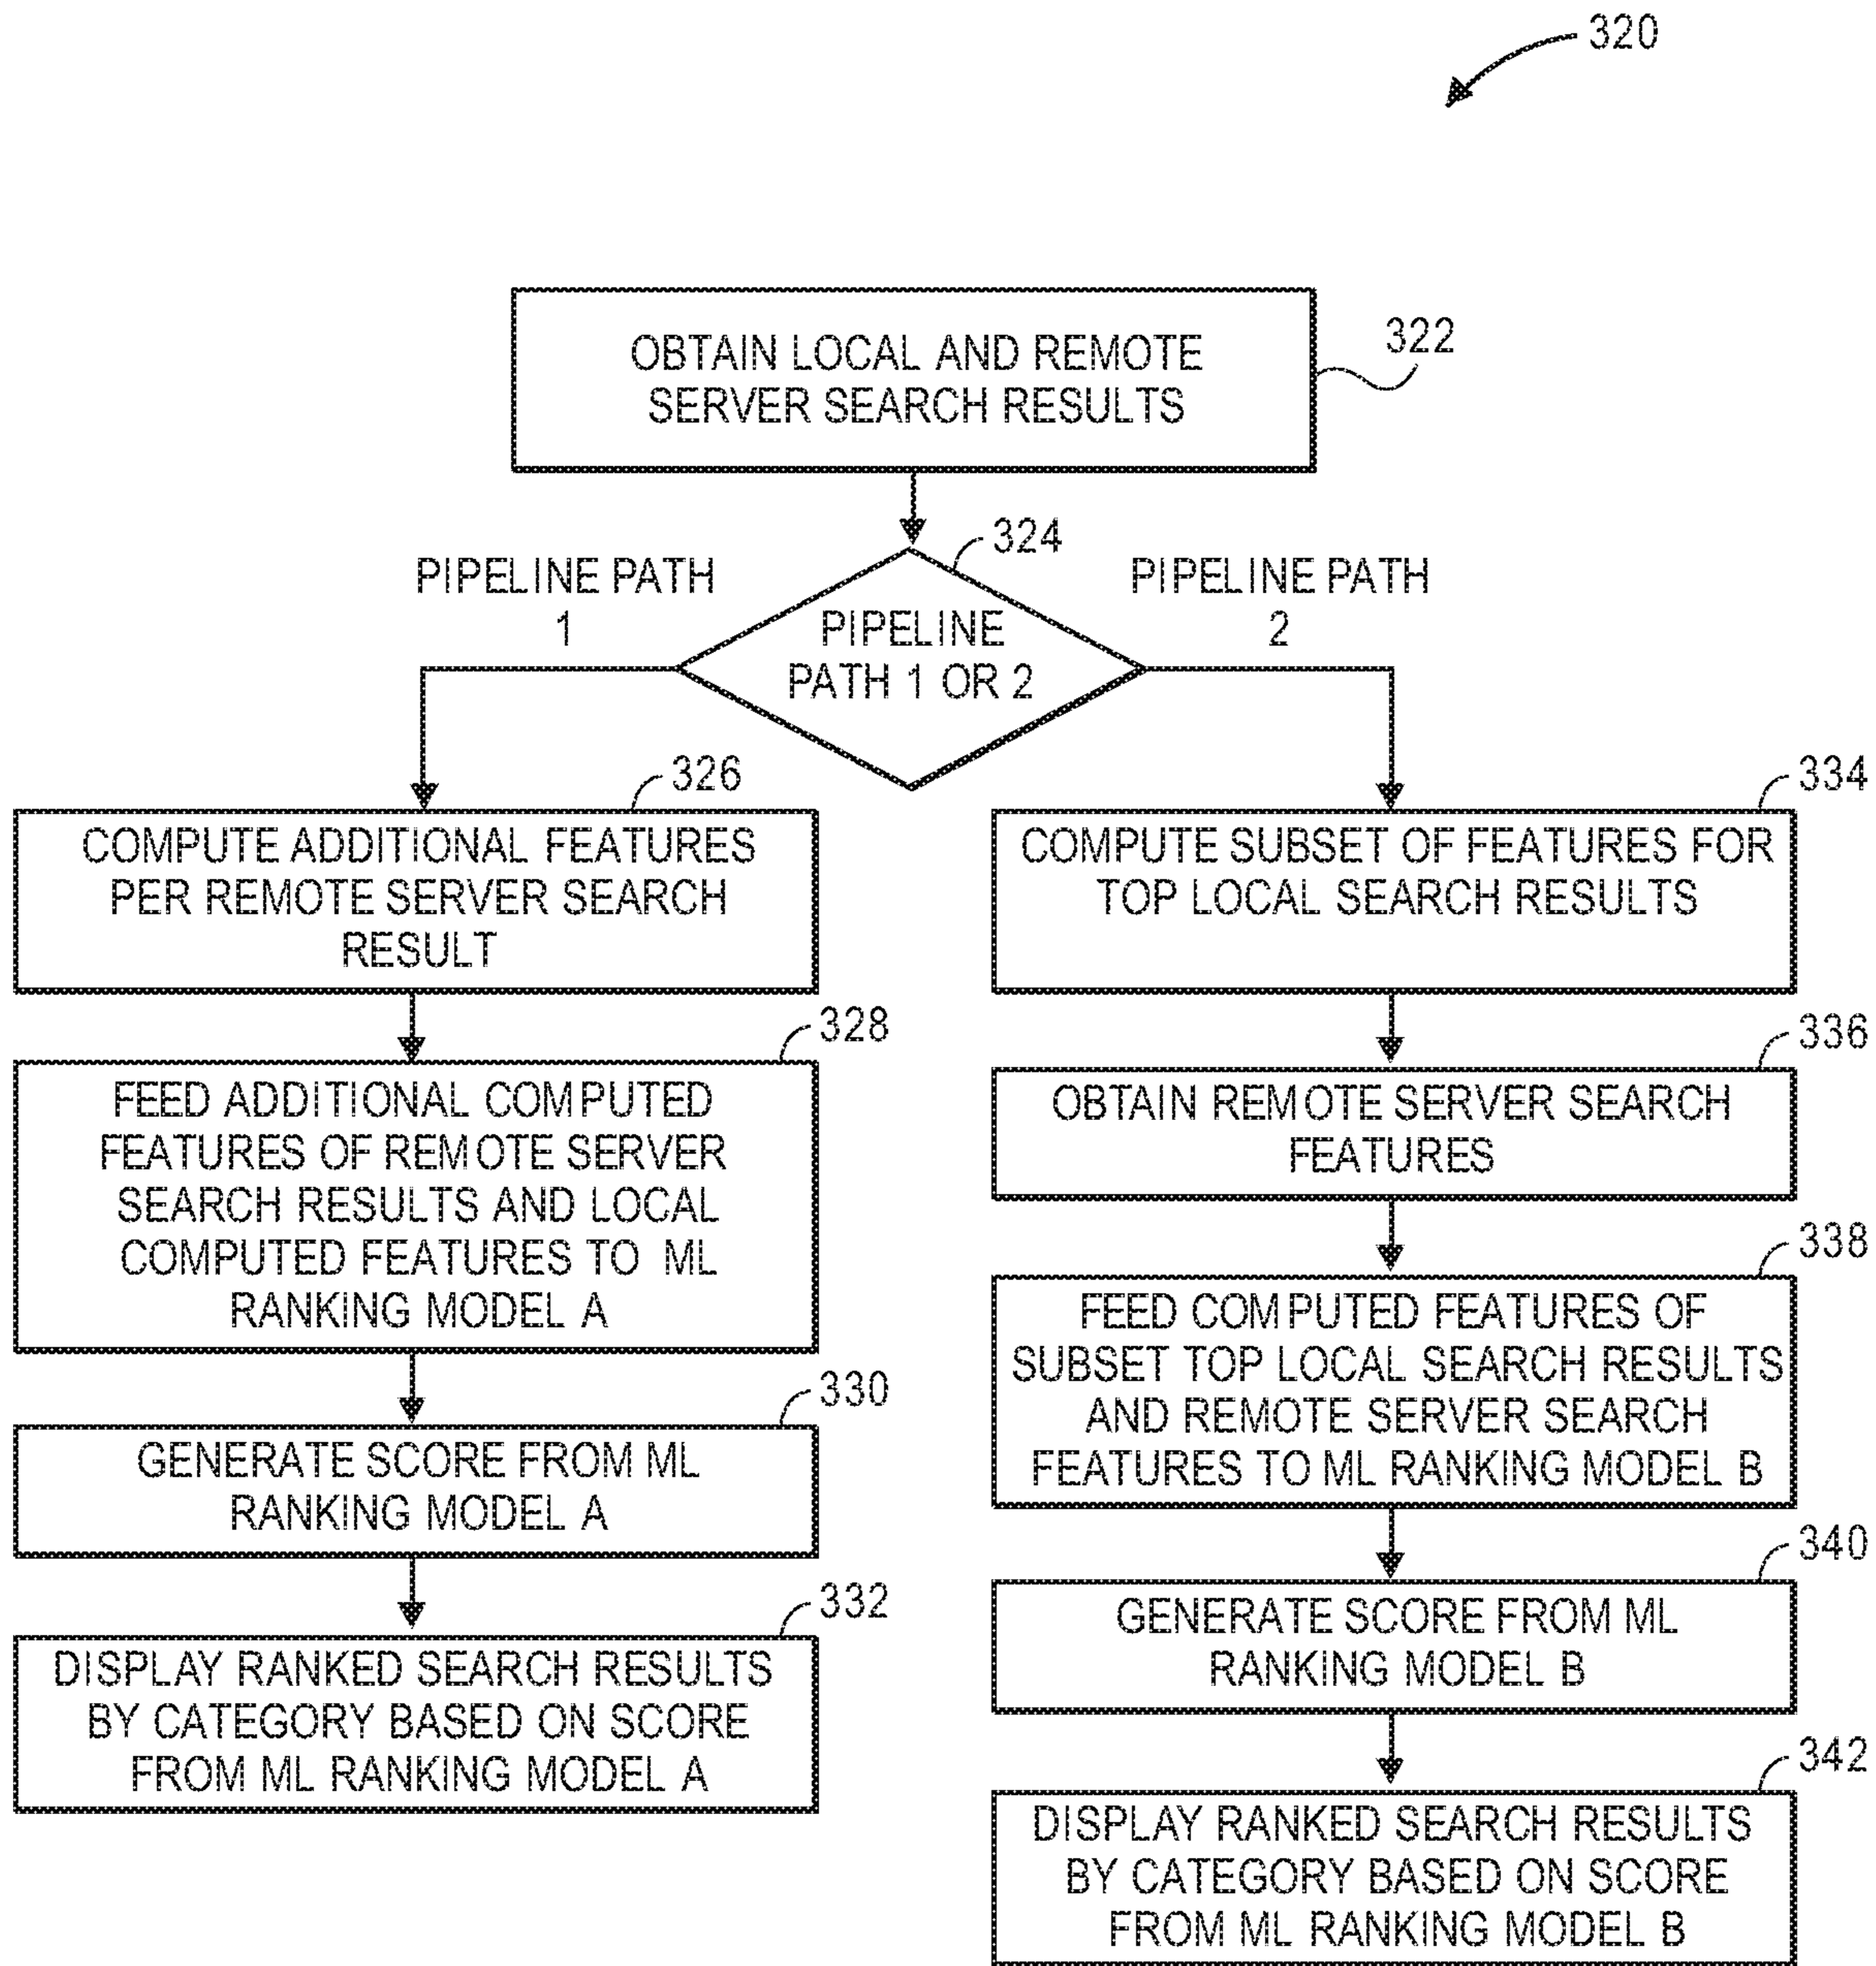 320
OBTAIN LOCAL AND REMOTE
SERVER SEARCH RESULTS
322
324
PIPELINE PATH
1
PIPELINE
PATH 1 OR 2
PIPELINE PATH
2
326
COMPUTE ADDITIONAL FEATURES
PER REMOTE SERVER SEARCH
RESULT
328
FEED ADDITIONAL COMPUTED
FEATURES OF REMOTE SERVER
SEARCH RESULTS AND LOCAL
COMPUTED FEATURES TO ML
RANKING MODEL A
330
GENERATE SCORE FROM ML
RANKING MODEL A
332
DISPLAY RANKED SEARCH RESULTS
BY CATEGORY BASED ON SCORE
FROM ML RANKING MODEL A
334
COMPUTE SUBSET OF FEATURES FOR
TOP LOCAL SEARCH RESULTS
336
OBTAIN REMOTE SERVER SEARCH
FEATURES
338
FEED COMPUTED FEATURES OF
SUBSET TOP LOCAL SEARCH RESULTS
AND REMOTE SERVER SEARCH
FEATURES TO ML RANKING MODEL B
340
GENERATE SCORE FROM ML
RANKING MODEL B
342
DISPLAY RANKED SEARCH RESULTS
BY CATEGORY BASED ON SCORE
FROM ML RANKING MODEL B